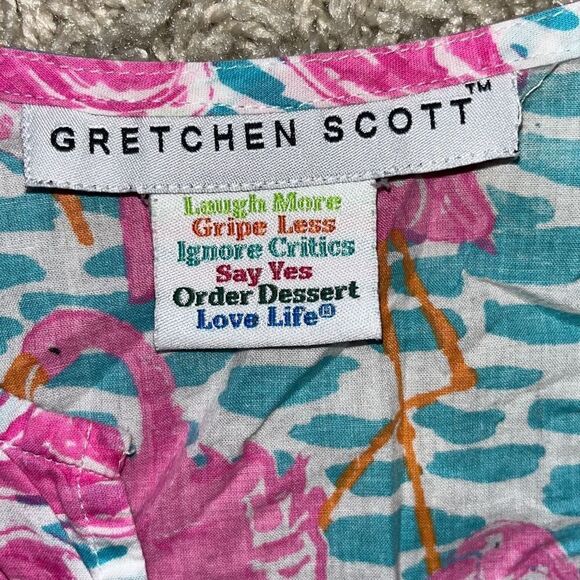 GRETCHEN SCOTT™
Laugh More
Gripe Less
Ignore Critics
Say Yes
Order Dessert
Love Life®